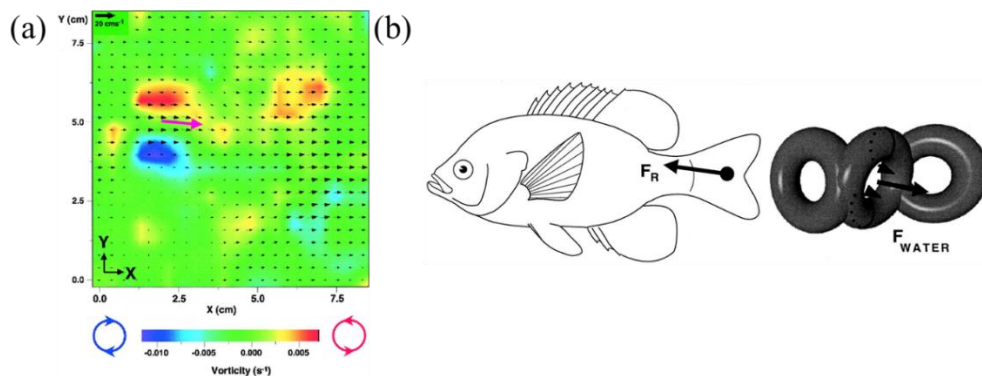 (a)
Y (cm)
20 cms⁻¹
7.5
5.0
2.5
0.0
Y
X
0.0 2.5 5.0 7.5
X (cm)
-0.010 -0.005 0.000 0.005
Vorticity (s⁻¹)
(b)
F_R
F_WATER